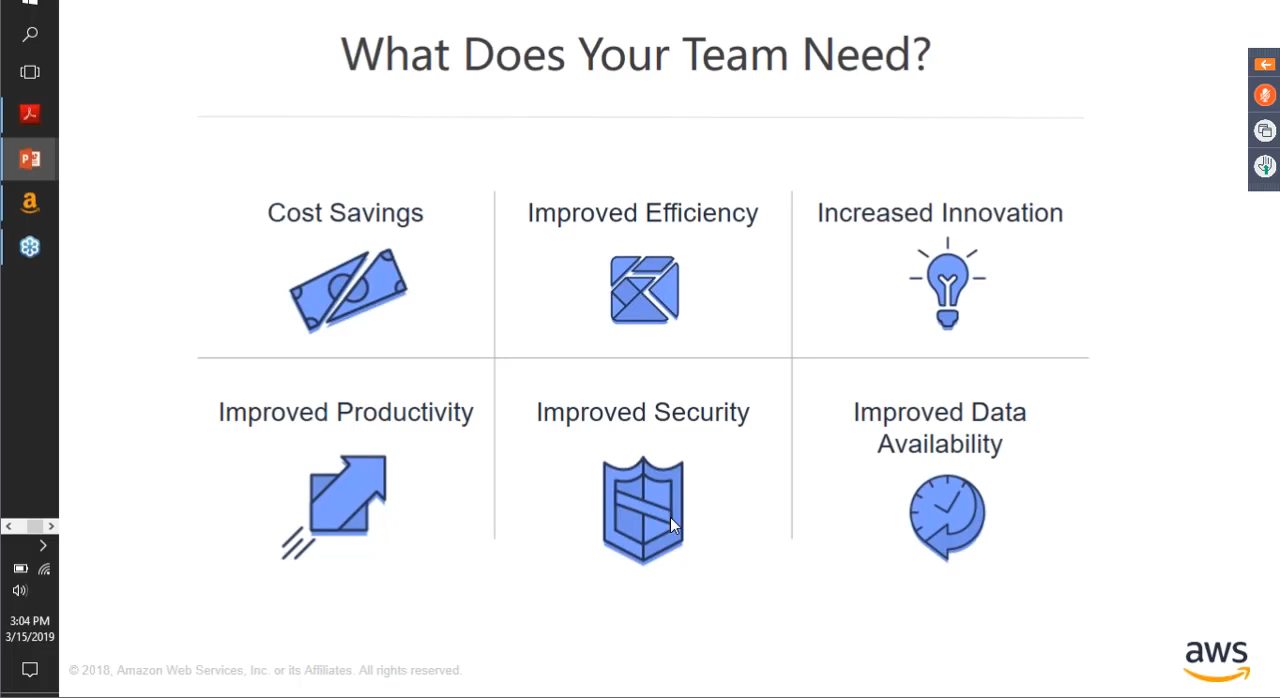 What Does Your Team Need?
Cost Savings
Improved Efficiency
Increased Innovation
Improved Productivity
Improved Security
Improved Data
Availability
3:04 PM
3/15/2019
© 2018, Amazon Web Services, Inc. or its Affiliates. All rights reserved.
aws